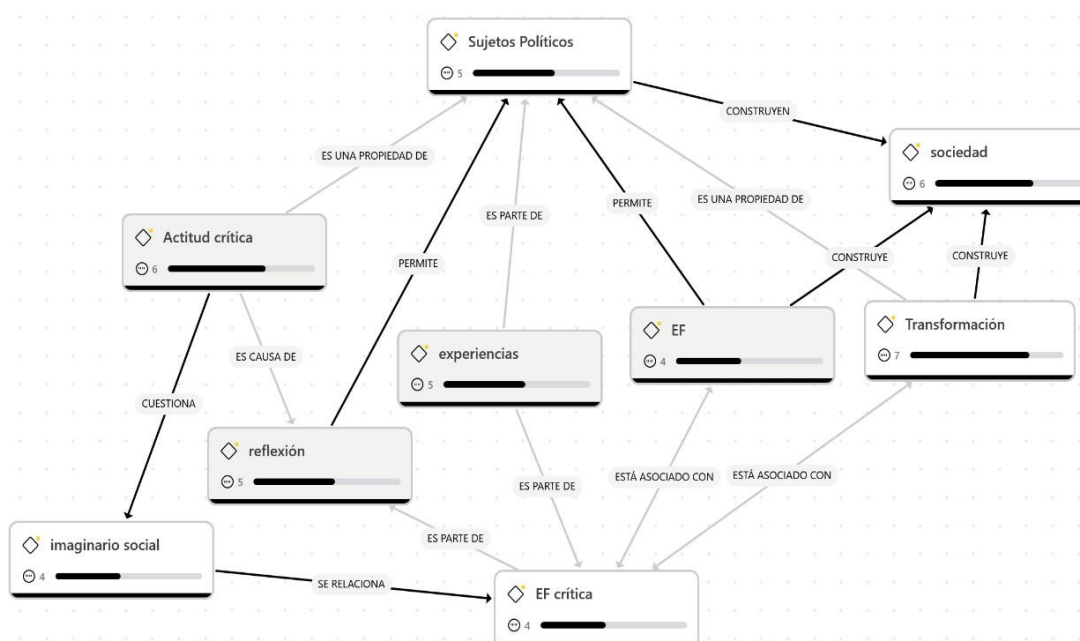 Sujetos Políticos
5
CONSTRUYEN
sociedad
6
ES UNA PROPIEDAD DE
ES PARTE DE
PERMITE
ES UNA PROPIEDAD DE
Actitud crítica
6
PERMITE
CONSTRUYE
CONSTRUYE
EF
4
Transformación
7
experiencias
5
ES CAUSA DE
CUESTIONA
reflexión
5
ES PARTE DE
ESTÁ ASOCIADO CON
ESTÁ ASOCIADO CON
imaginario social
4
ES PARTE DE
SE RELACIONA
EF crítica
4